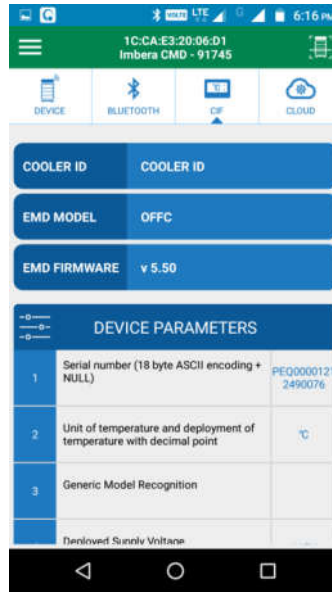 6:16 PM
1C:CA:E3:20:06:D1
Imbera CMD - 91745
DEVICE
BLUETOOTH
CIF
CLOUD
COOLER ID
COOLER ID
EMD MODEL
OFFC
EMD FIRMWARE
v 5.50
DEVICE PARAMETERS
1
Serial number (18 byte ASCII encoding +
NULL)
PEQ0000121
2490076
2
Unit of temperature and deployment of
temperature with decimal point
°C
3
Generic Model Recognition
Deployed Supply Voltage